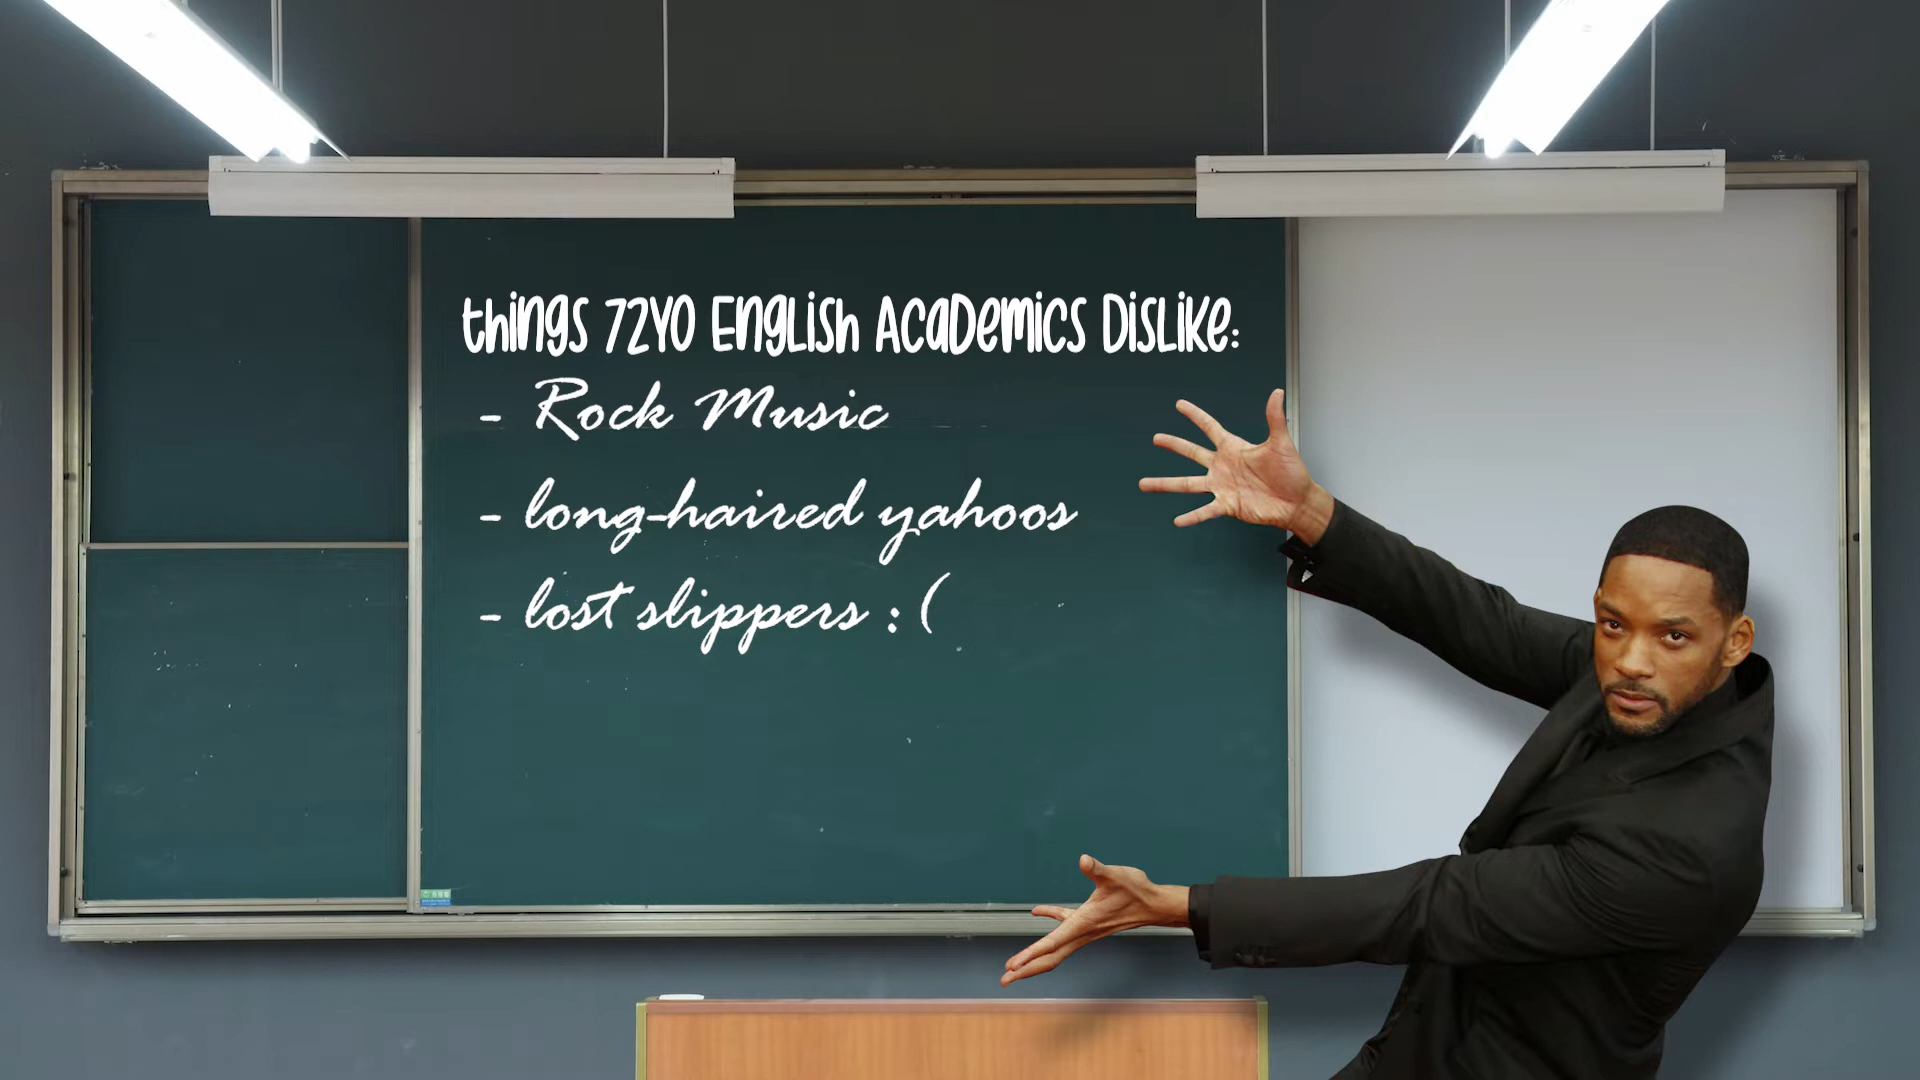 things 72YO English Academics Dislike:
- Rock Music
- long-haired yahoos
- lost slippers :(